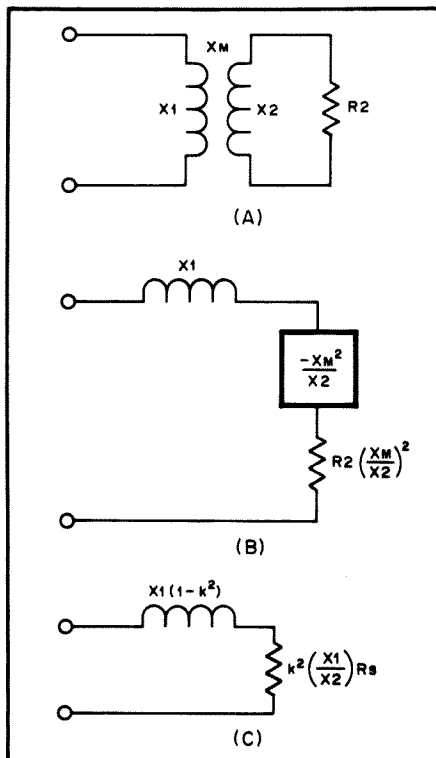 XM
X1 X2 R2
(A)
X1
-XM²
X2
R2 (XM/X2)²
(B)
X1(1-k²)
k² (X1/X2) Rs
(C)